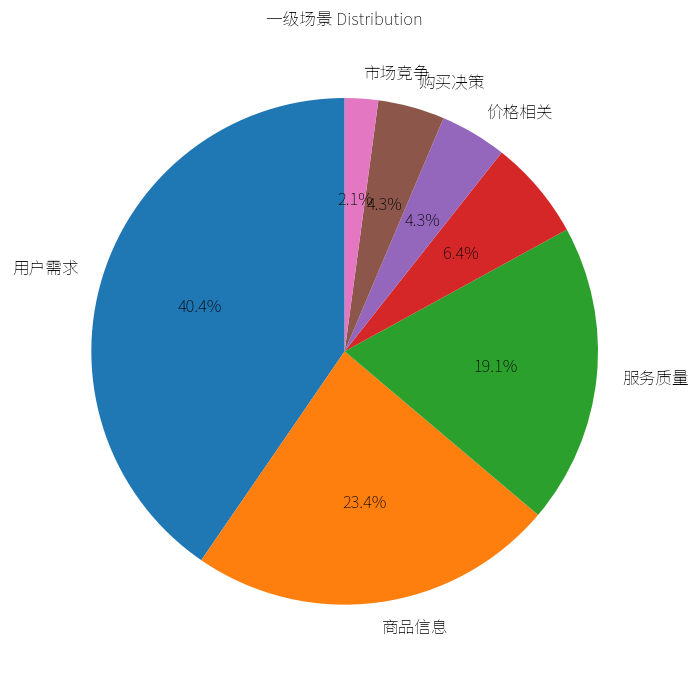 一级场景 Distribution
市场竞争
购买决策
价格相关
2.1%
4.3%
4.3%
6.4%
用户需求
40.4%
19.1%
服务质量
23.4%
商品信息